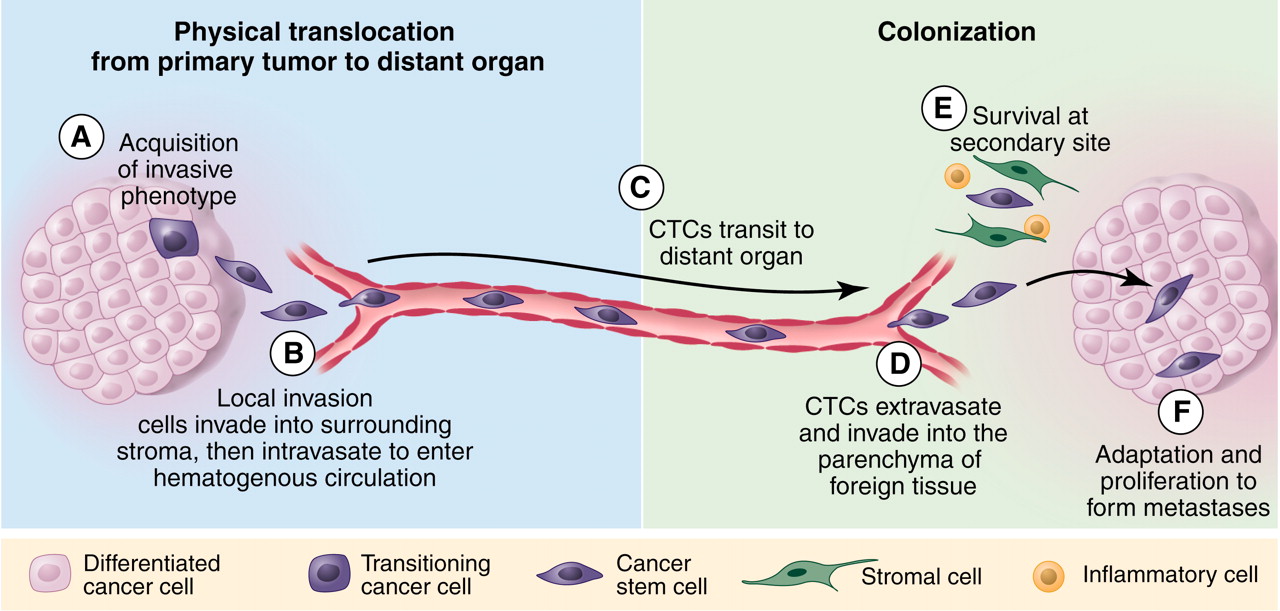 Physical translocation
from primary tumor to distant organ
Colonization
A
Acquisition
of invasive
phenotype
B
Local invasion
cells invade into surrounding
stroma, then intravasate to enter
hematogenous circulation
C
CTCs transit to
distant organ
D
CTCs extravasate
and invade into the
parenchyma of
foreign tissue
E
Survival at
secondary site
F
Adaptation and
proliferation to
form metastases
Differentiated
cancer cell
Transitioning
cancer cell
Cancer
stem cell
Stromal cell
Inflammatory cell